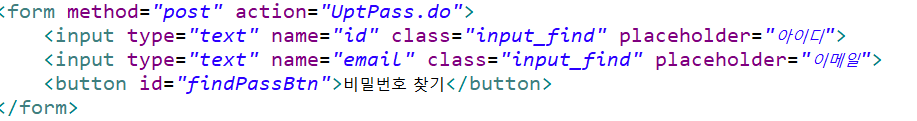 <form method="post" action="UptPass.do">
<input type="text" name="id" class="input_find" placeholder="아이디">
<input type="text" name="email" class="input_find" placeholder="이메일">
<button id="findPassBtn">비밀번호 찾기</button>
</form>